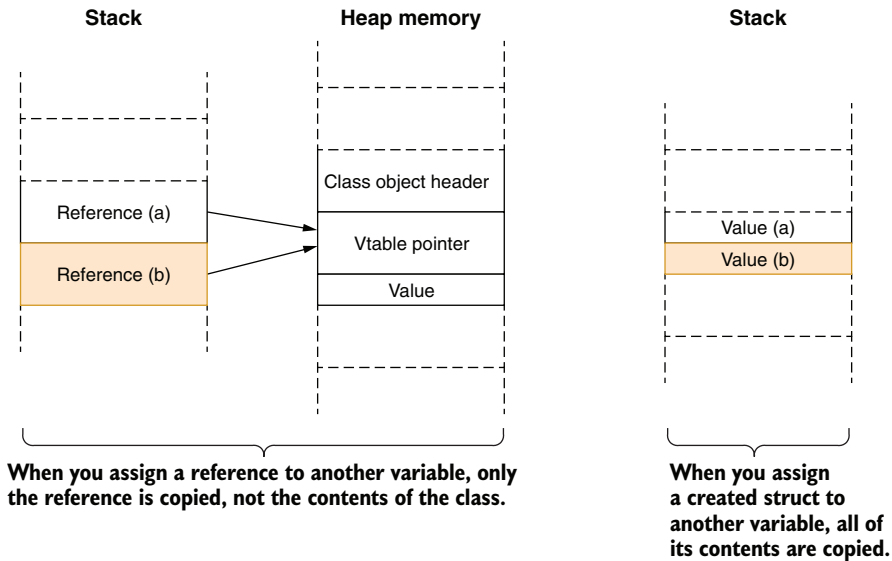 Stack
Heap memory
Stack
Class object header
Reference (a)
Value (a)
Vtable pointer
Value (b)
Reference (b)
Value
When you assign a reference to another variable, only
the reference is copied, not the contents of the class.
When you assign
a created struct to
another variable, all of
its contents are copied.